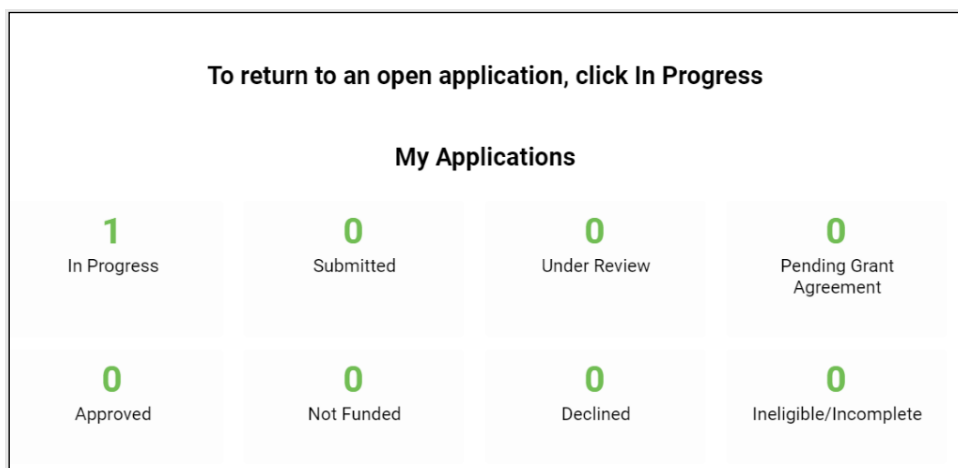 To return to an open application, click In Progress
My Applications
1
In Progress
0
Submitted
0
Under Review
0
Pending Grant
Agreement
0
Approved
0
Not Funded
0
Declined
0
Ineligible/Incomplete